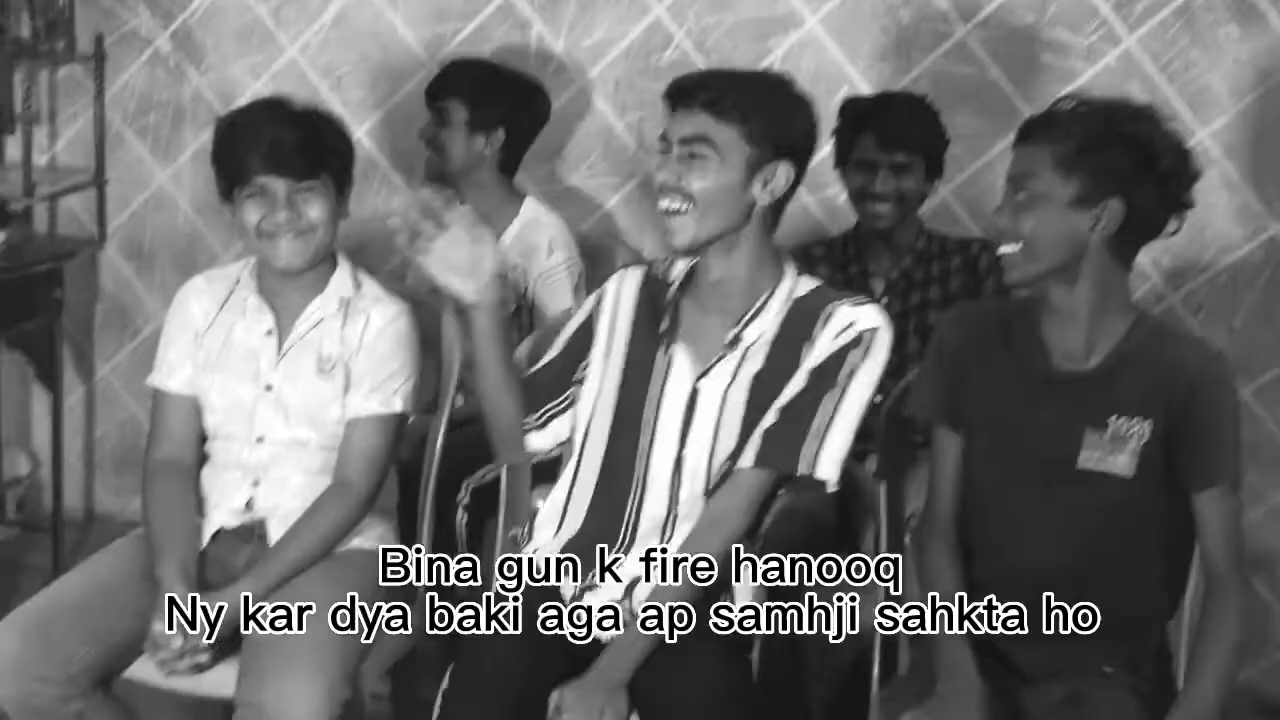 Bina gun k fire hanooq
Ny kar dya baki aga ap samhji sahkta ho